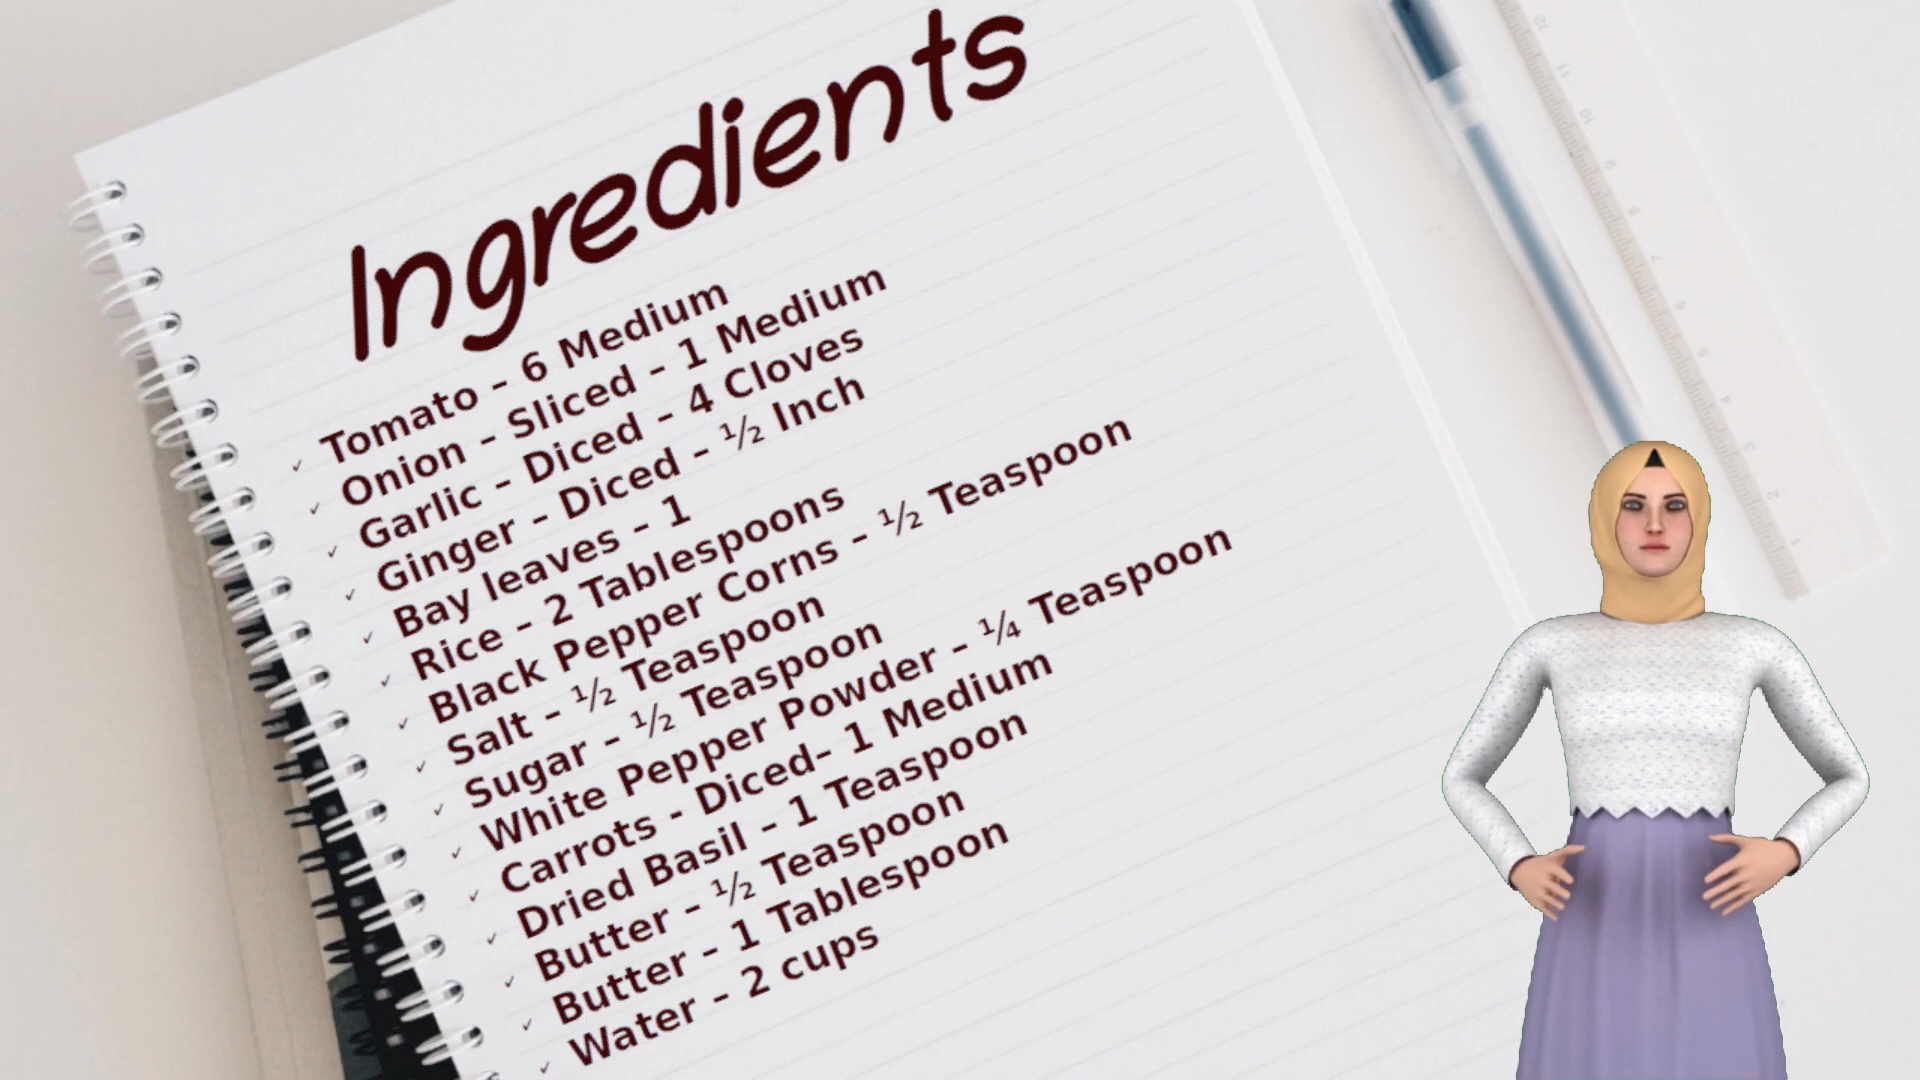 Ingredients
✓ Tomato - 6 Medium
✓ Onion - Sliced - 1 Medium
✓ Garlic - Diced - 4 Cloves
✓ Ginger - Diced - ½ Inch
✓ Bay leaves - 1
✓ Rice - 2 Tablespoons
✓ Black Pepper Corns - ½ Teaspoon
✓ Salt - ½ Teaspoon
✓ Sugar - ½ Teaspoon
✓ White Pepper Powder - ¼ Teaspoon
✓ Carrots - Diced- 1 Medium
✓ Dried Basil - 1 Teaspoon
✓ Butter - ½ Teaspoon
✓ Butter - 1 Tablespoon
✓ Water - 2 cups